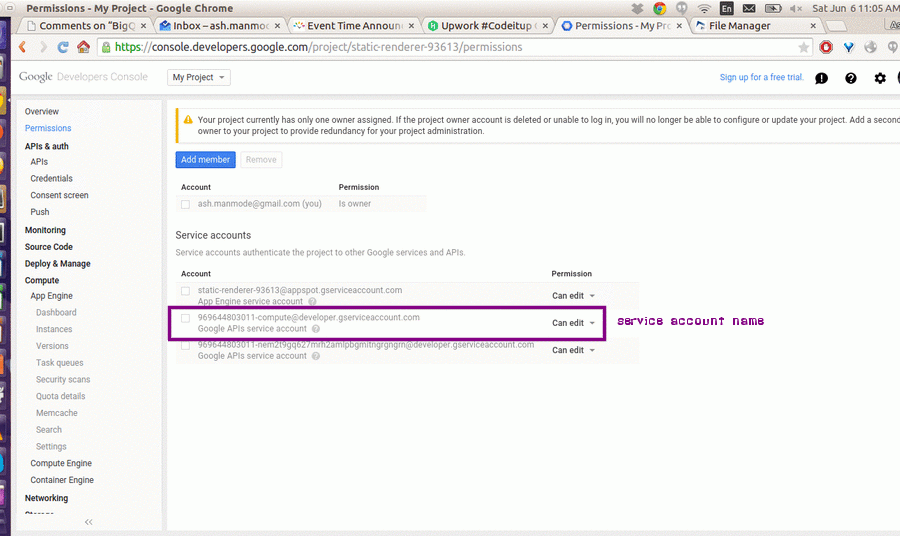 Permissions - My Project - Google Chrome
En
Sat Jun 6 11:05 AM
Comments on "BigQ
Inbox – ash.manmode
Event Time Announc
Upwork #Codeitup
Permissions - My Pro
File Manager
https://console.developers.google.com/project/static-renderer-93613/permissions
Google Developers Console
My Project
Sign up for a free trial.
Overview
Permissions
APIs & auth
APIs
Credentials
Consent screen
Push
Monitoring
Source Code
Deploy & Manage
Compute
App Engine
Dashboard
Instances
Versions
Task queues
Security scans
Quota details
Memcache
Search
Settings
Compute Engine
Container Engine
Networking
Your project currently has only one owner assigned. If the project owner account is deleted or unable to log in, you will no longer be able to configure or update your project. Add a second
owner to your project to provide redundancy for your project administration.
Add member
Remove
Account
Permission
ash.manmode@gmail.com (you)
Is owner
Service accounts
Service accounts authenticate the project to other Google services and APIs.
Account
Permission
static-renderer-93613@appspot.gserviceaccount.com
App Engine service account
Can edit
969644803011-compute@developer.gserviceaccount.com
Google APIs service account
Can edit
service account name
Google APIs service account
Can edit